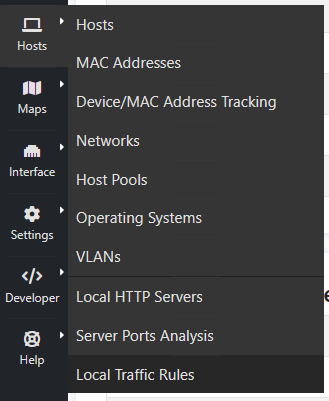 Hosts
Maps
Interface
Settings
Developer
Help
Hosts
MAC Addresses
Device/MAC Address Tracking
Networks
Host Pools
Operating Systems
VLANs
Local HTTP Servers
Server Ports Analysis
Local Traffic Rules